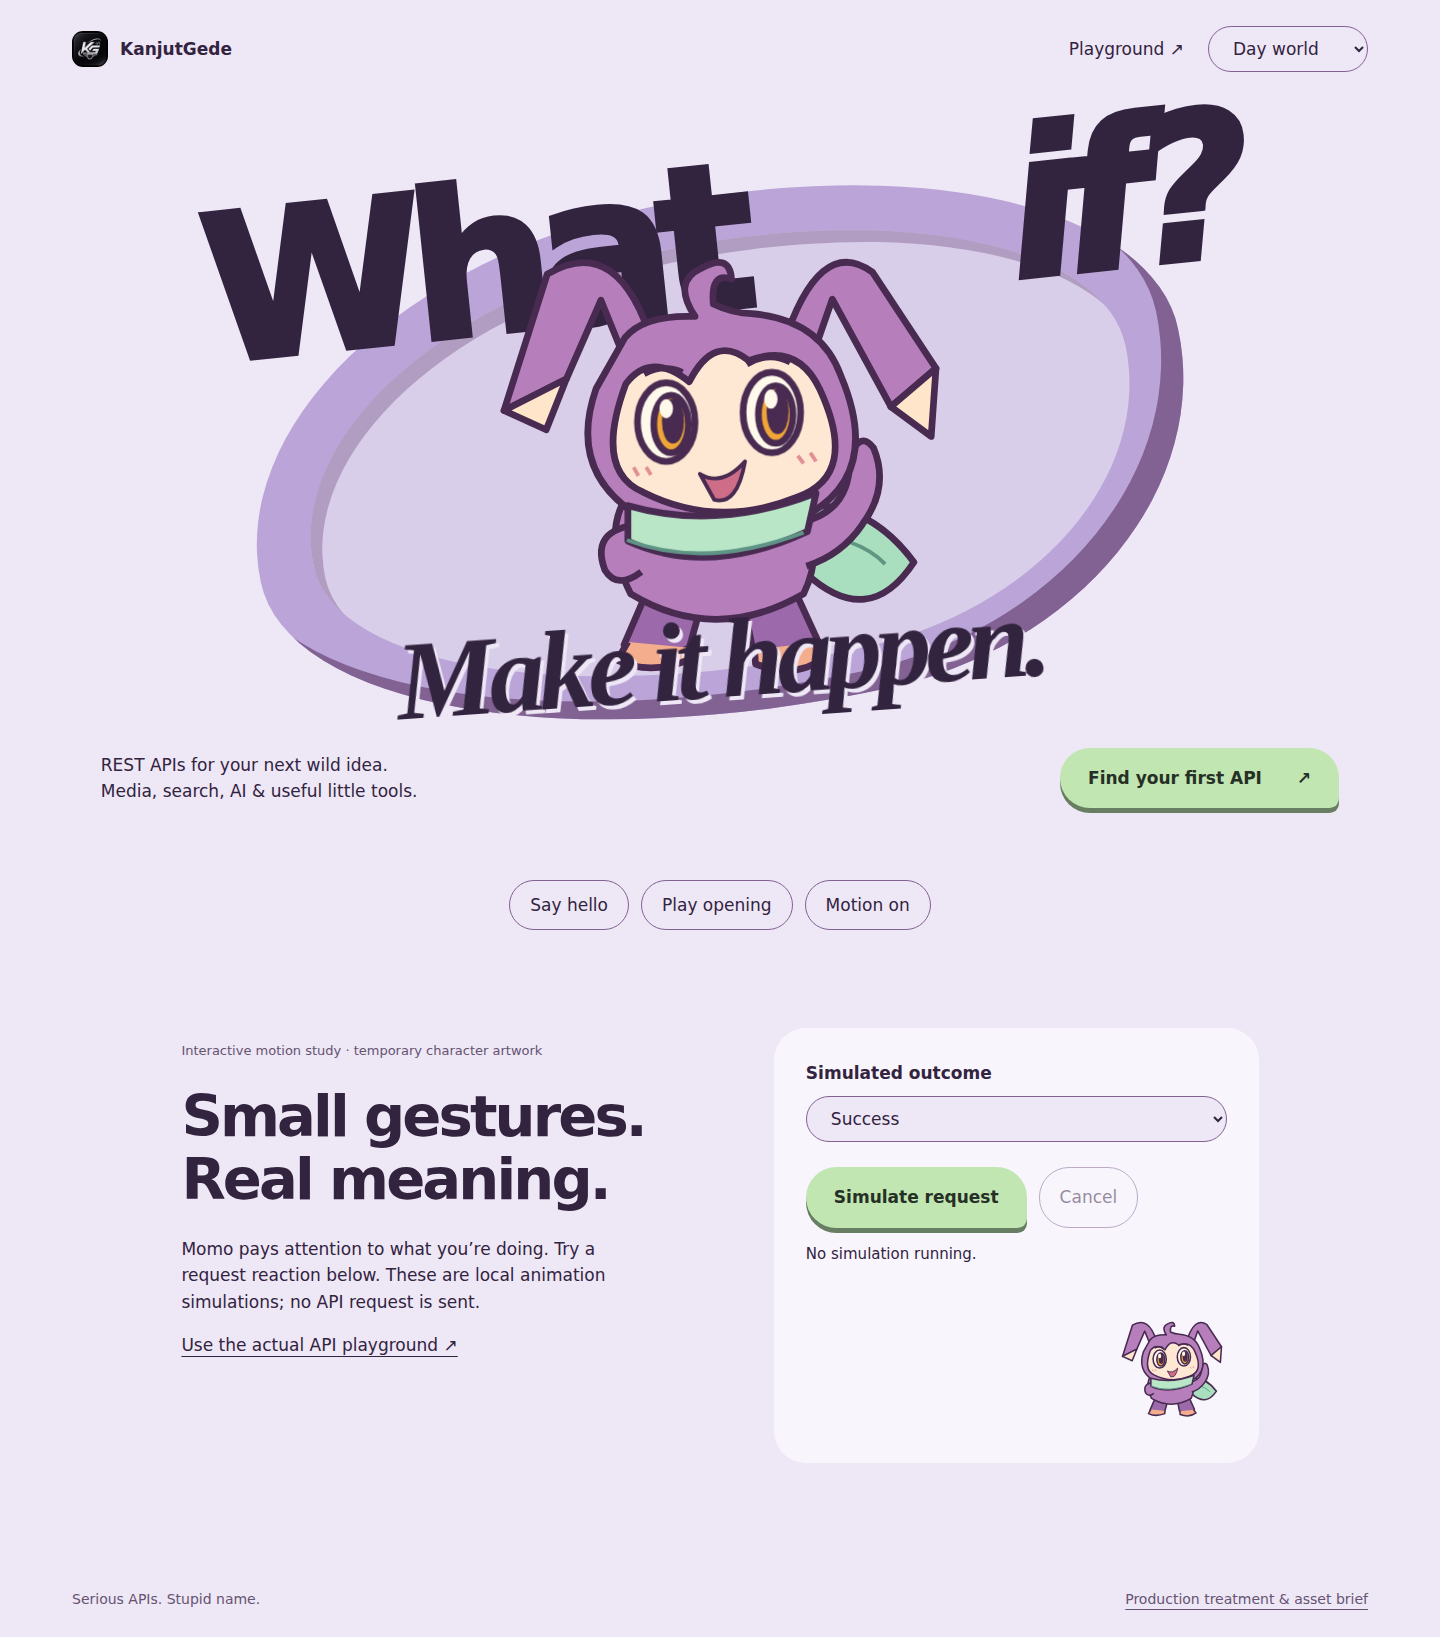 KG
KanjutGede
Playground ↗
Day world
What if?
Make it happen.
REST APIs for your next wild idea.
Media, search, AI & useful little tools.
Find your first API ↗
Say hello
Play opening
Motion on
Interactive motion study · temporary character artwork
Small gestures.
Real meaning.
Momo pays attention to what you’re doing. Try a
request reaction below. These are local animation
simulations; no API request is sent.
Use the actual API playground ↗
Simulated outcome
Success
Simulate request
Cancel
No simulation running.
Serious APIs. Stupid name.
Production treatment & asset brief